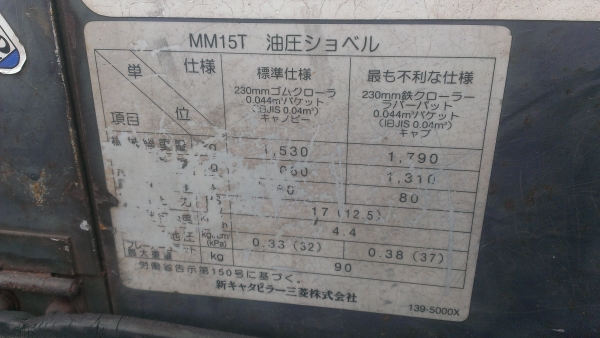 MM15T 油圧ショベル
単 仕様
位
項目
標準仕様
230mmゴムクローラ
0.044m³バケット
(旧JIS 0.04m³)
キャノピー
最も不利な仕様
230mm鉄クローラー
ラバーパット
0.044m³バケット
(旧JIS 0.04m³)
キャブ
1,530 1,790
1,310
80
17 (12.5)
4.4
(kPa) 0.33 (32) 0.38 (37)
最大重量 kg 90
労働省告示第150号に基づく。
新キャタピラー三菱株式会社
139-5000X